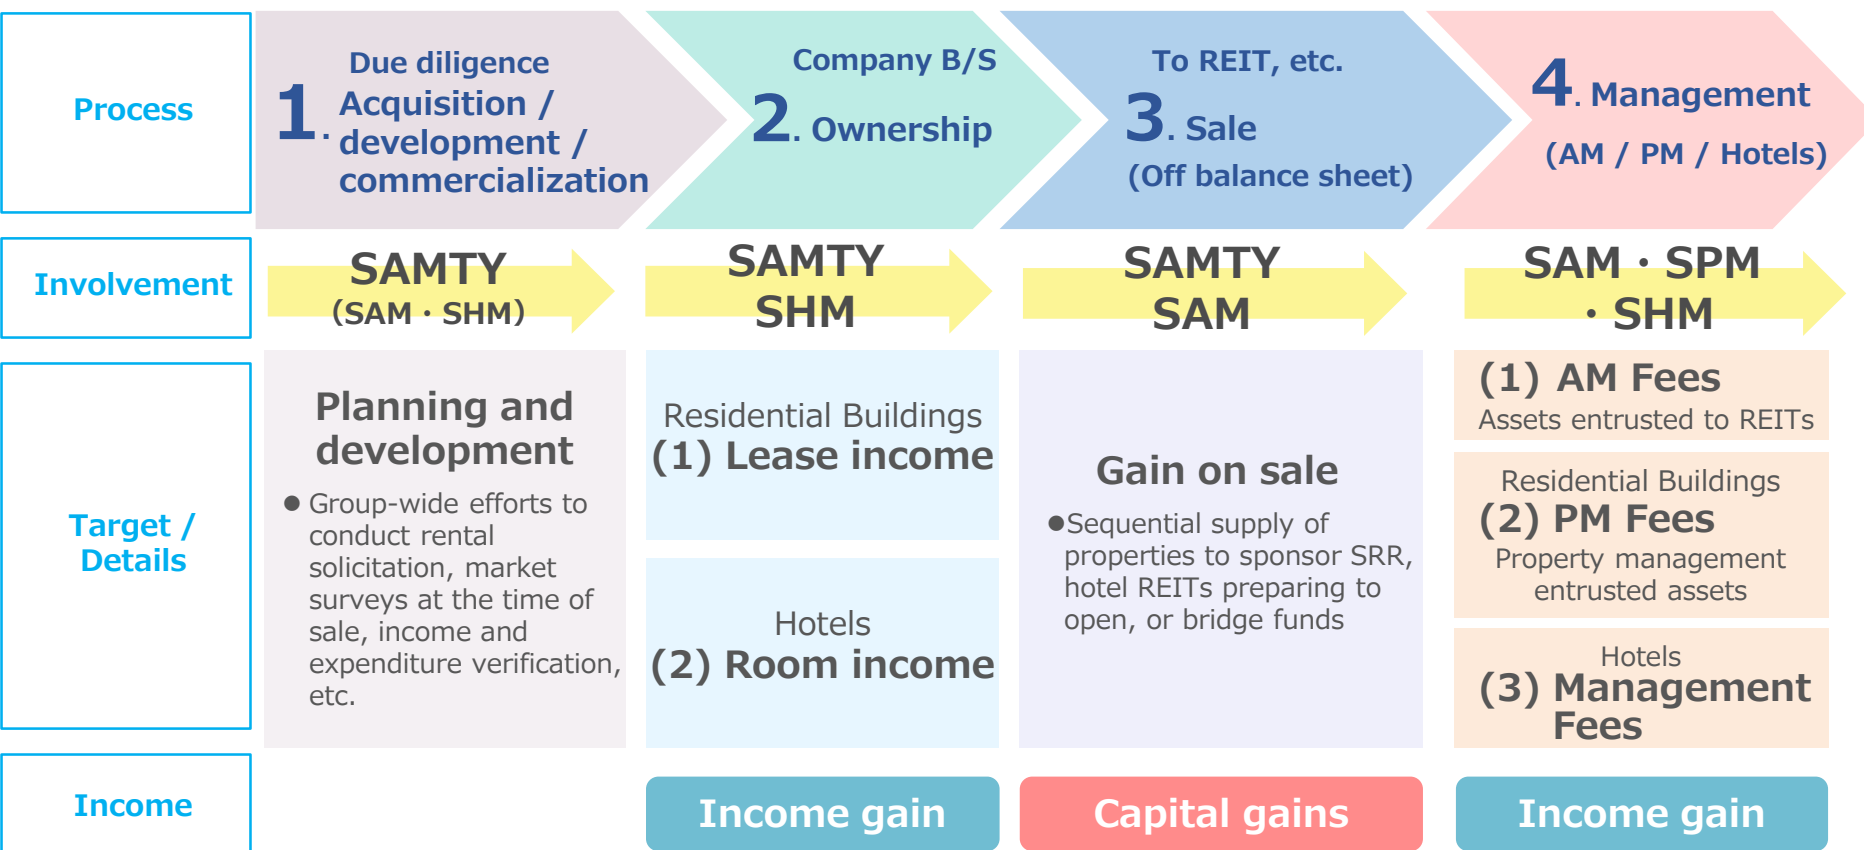 Process
Due diligence
1. Acquisition /
development /
commercialization
Company B/S
2. Ownership
To REIT, etc.
3. Sale
(Off balance sheet)
4. Management
(AM / PM / Hotels)
Involvement
SAMTY
(SAM・SHM)
SAMTY
SHM
SAMTY
SAM
SAM・SPM
・SHM
Target /
Details
Planning and
development
● Group-wide efforts to
conduct rental
solicitation, market
surveys at the time of
sale, income and
expenditure verification,
etc.
Residential Buildings
(1) Lease income
Hotels
(2) Room income
Gain on sale
●Sequential supply of
properties to sponsor SRR,
hotel REITs preparing to
open, or bridge funds
(1) AM Fees
Assets entrusted to REITs
Residential Buildings
(2) PM Fees
Property management
entrusted assets
Hotels
(3) Management
Fees
Income
Income gain
Capital gains
Income gain